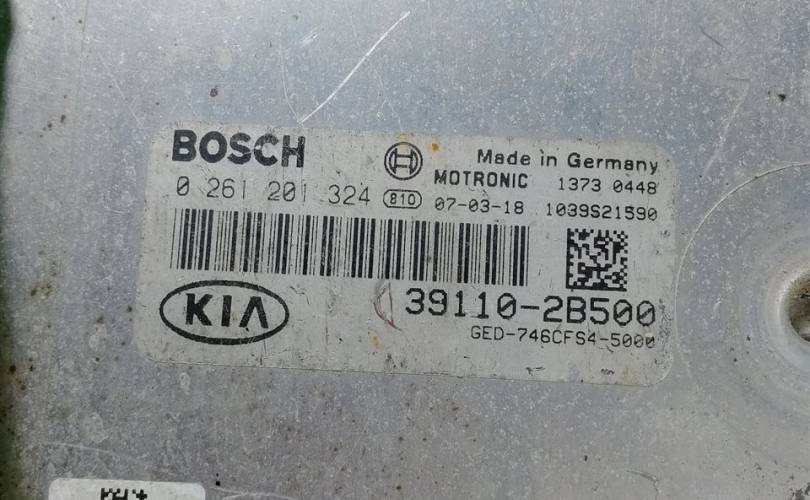 BOSCH
Made in Germany
MOTRONIC 1373 0448
0 261 201 324 810 07-03-18 1039S21590
KIA 39110-2B500
GED-746CFS4-5000